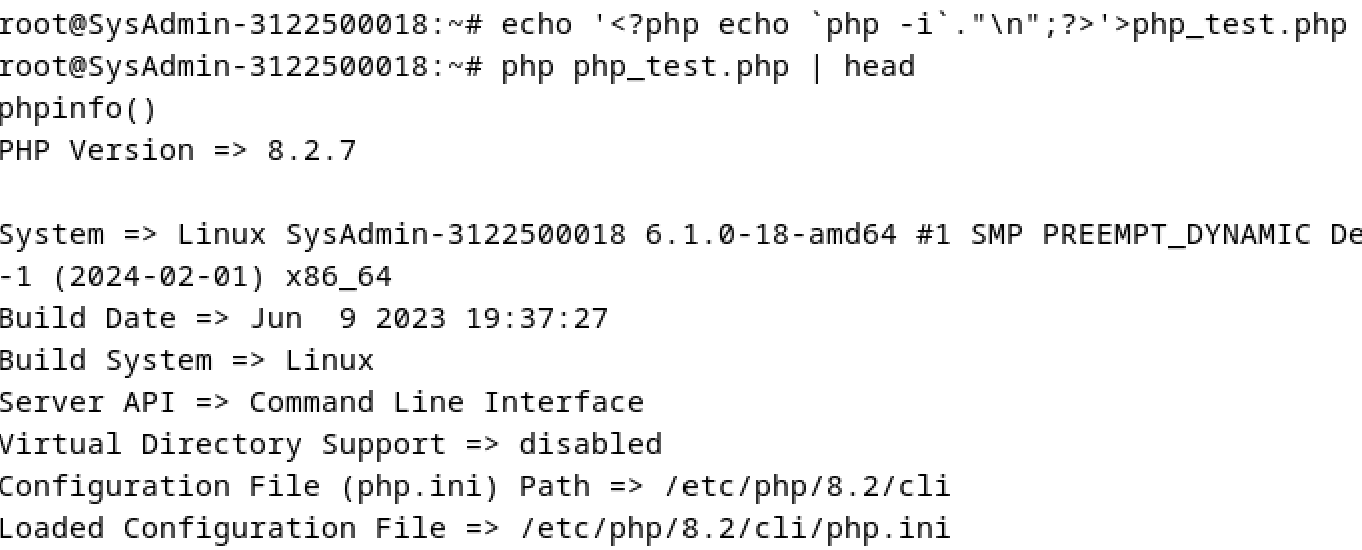 root@SysAdmin-3122500018:~# echo '<?php echo `php -i`."\n";?>'>php_test.php
root@SysAdmin-3122500018:~# php php_test.php | head
phpinfo()
PHP Version => 8.2.7

System => Linux SysAdmin-3122500018 6.1.0-18-amd64 #1 SMP PREEMPT_DYNAMIC De
-1 (2024-02-01) x86_64
Build Date => Jun  9 2023 19:37:27
Build System => Linux
Server API => Command Line Interface
Virtual Directory Support => disabled
Configuration File (php.ini) Path => /etc/php/8.2/cli
Loaded Configuration File => /etc/php/8.2/cli/php.ini